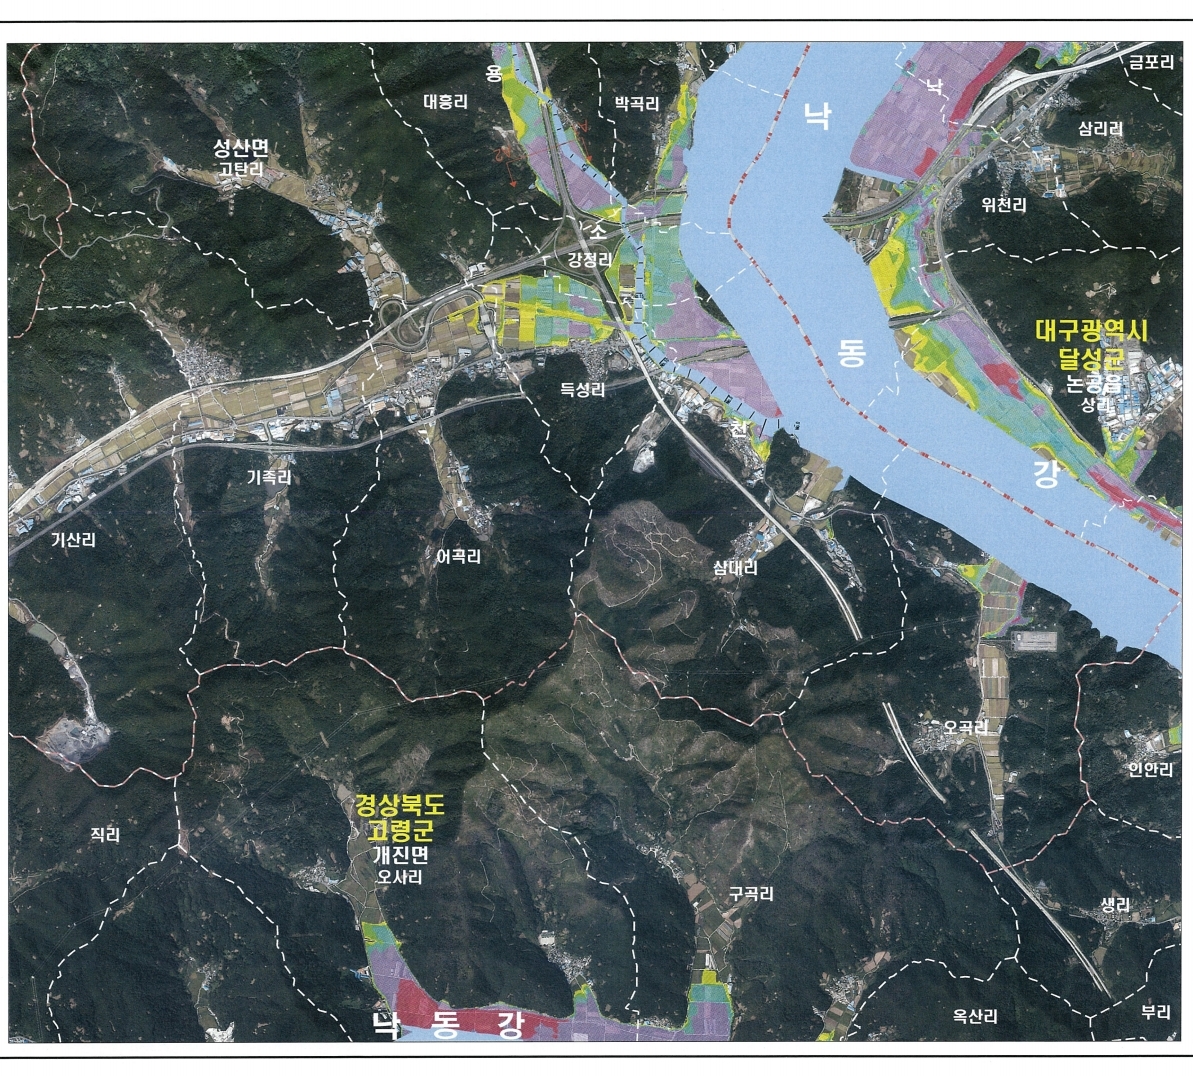 용
대흥리
박곡리
낙
낙
금포리
삼리리
성산면
고탄리
위천리
소
강정리
대구광역시
달성군
논공읍
상리
동
득성리
천
강
기족리
기산리
어곡리
삼대리
오곡리
인안리
경상북도
고령군
개진면
오사리
직리
구곡리
생리
낙 동 강
옥산리
부리